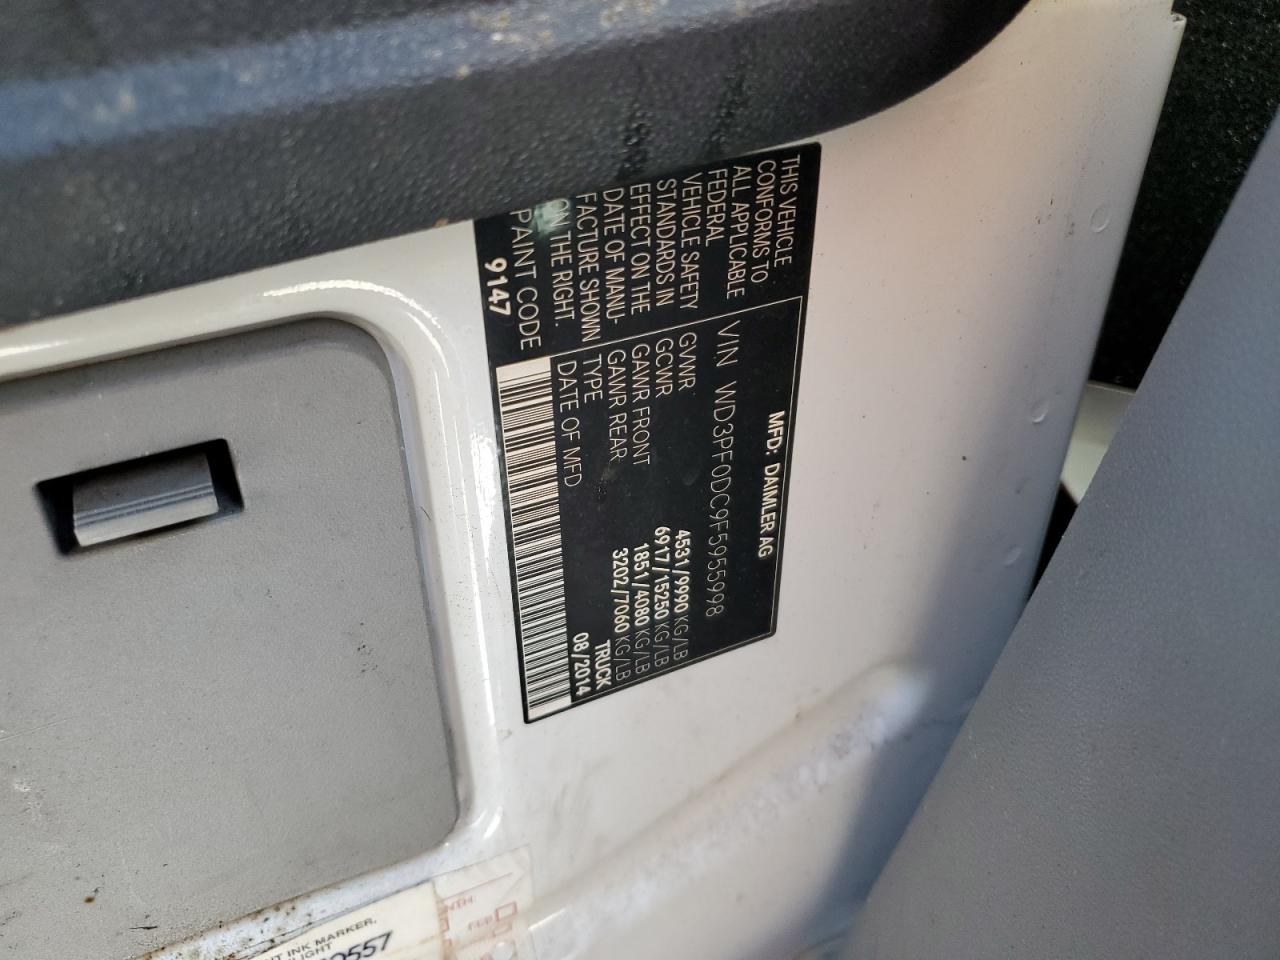 MFD: DAIMLER AG
THIS VEHICLE
CONFORMS TO
ALL APPLICABLE
FEDERAL
VEHICLE SAFETY
STANDARDS IN
EFFECT ON THE
DATE OF MANU-
FACTURE SHOWN
ON THE RIGHT.
PAINT CODE
9147
VIN WD3PF0DC9F5955998
GVWR 4531/9990 KG/LB
GCWR 6917/15250 KG/LB
GAWR FRONT 1851/4080 KG/LB
GAWR REAR 3202/7060 KG/LB
TYPE TRUCK
DATE OF MFD 08/2014
INK MARKER,